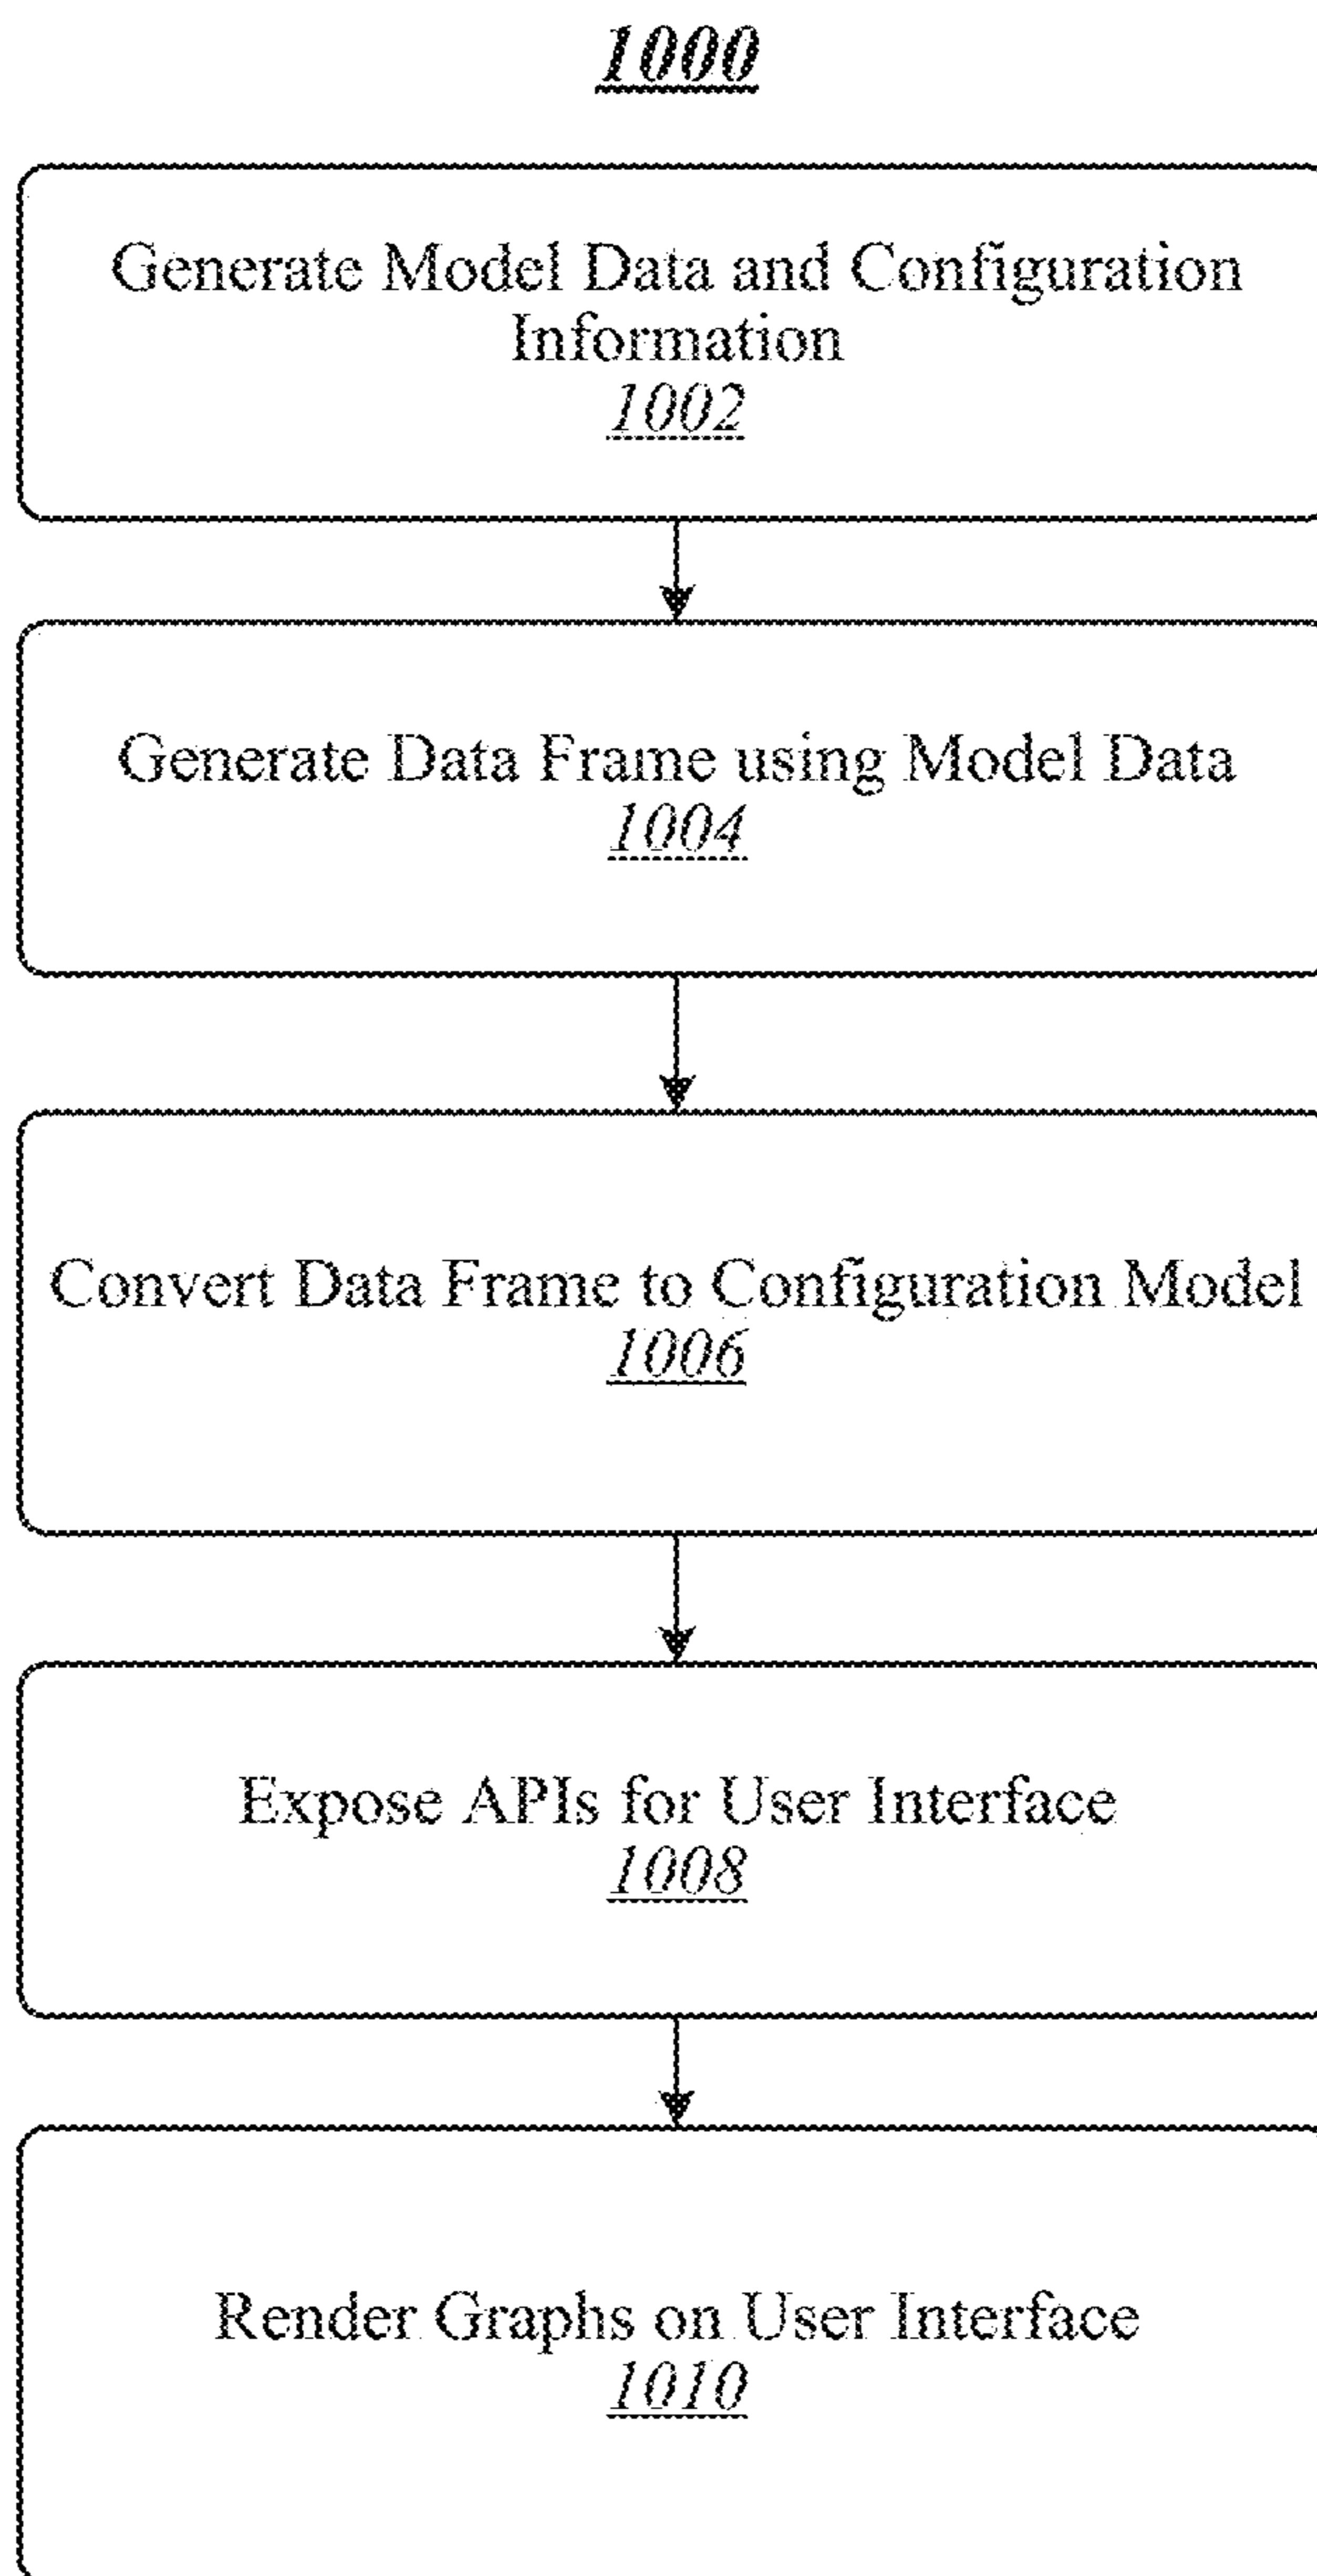 1000
Generate Model Data and Configuration
Information
1002
Generate Data Frame using Model Data
1004
Convert Data Frame to Configuration Model
1006
Expose APIs for User Interface
1008
Render Graphs on User Interface
1010